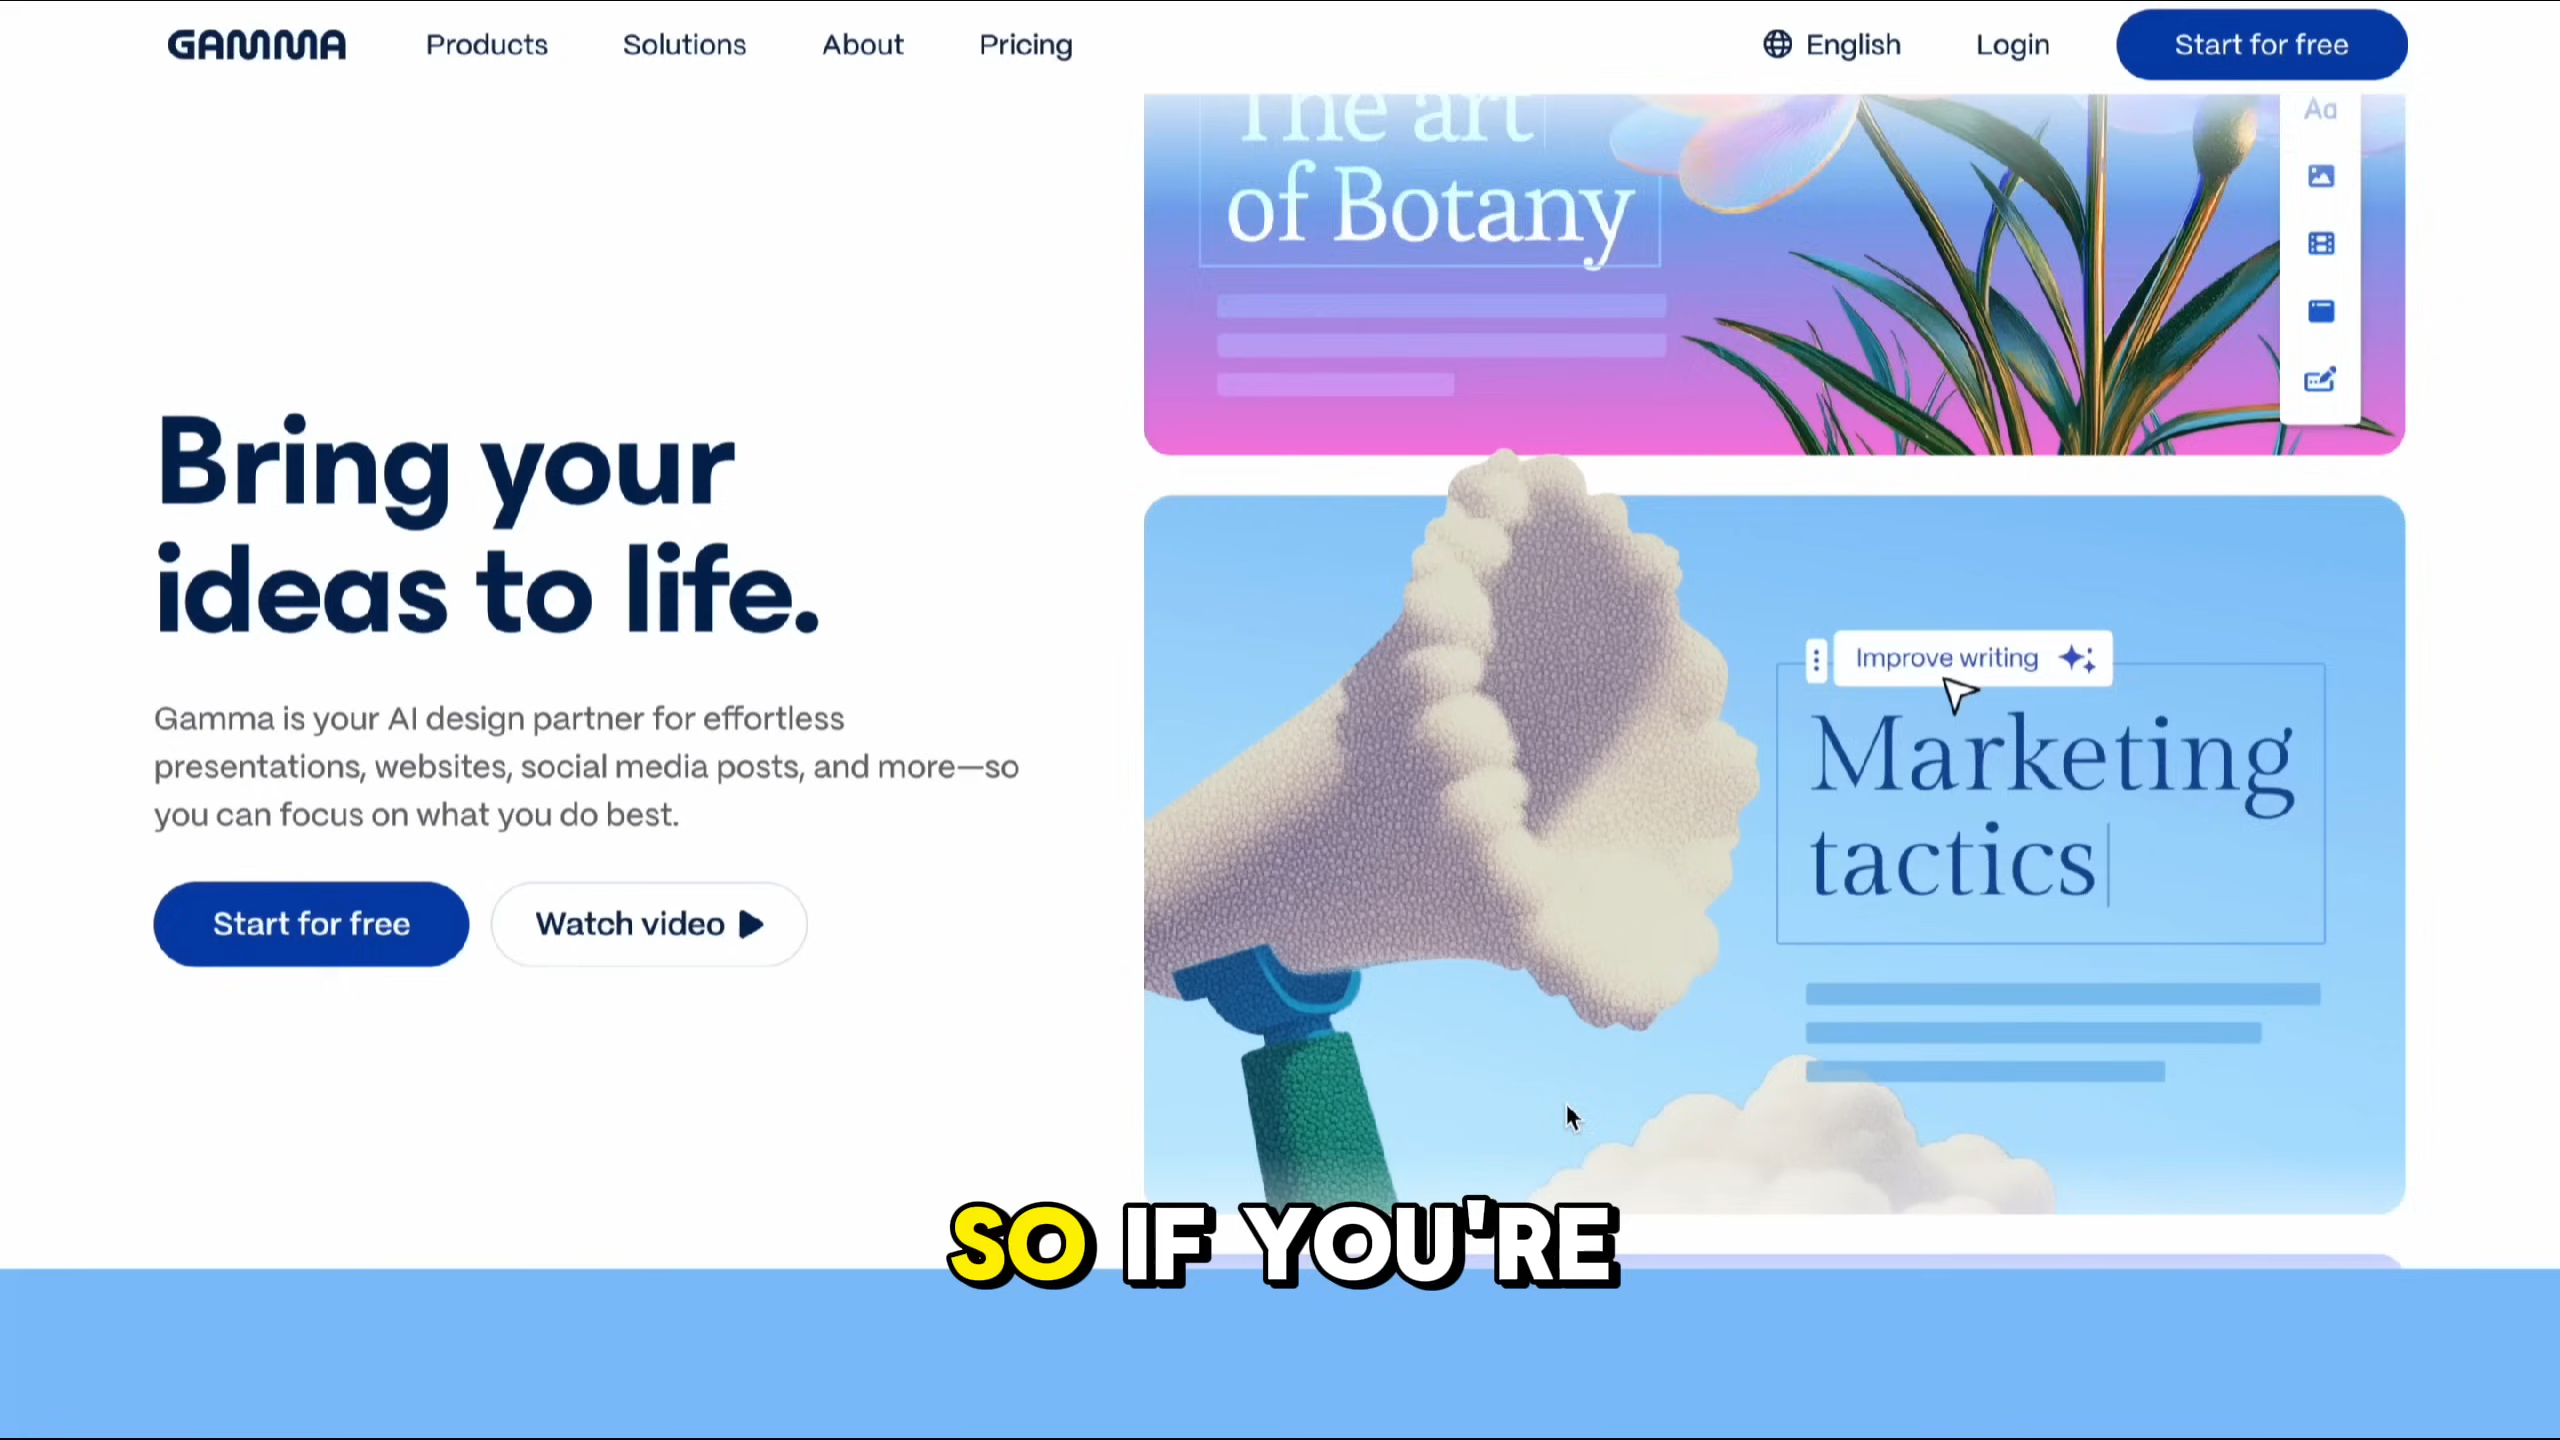 GAMMA Products Solutions About Pricing English Login Start for free
The art
of Botany
Aa
Bring your
ideas to life.
Gamma is your AI design partner for effortless
presentations, websites, social media posts, and more—so
you can focus on what you do best.
Start for free Watch video
Improve writing
Marketing
tactics
SO IF YOU'RE